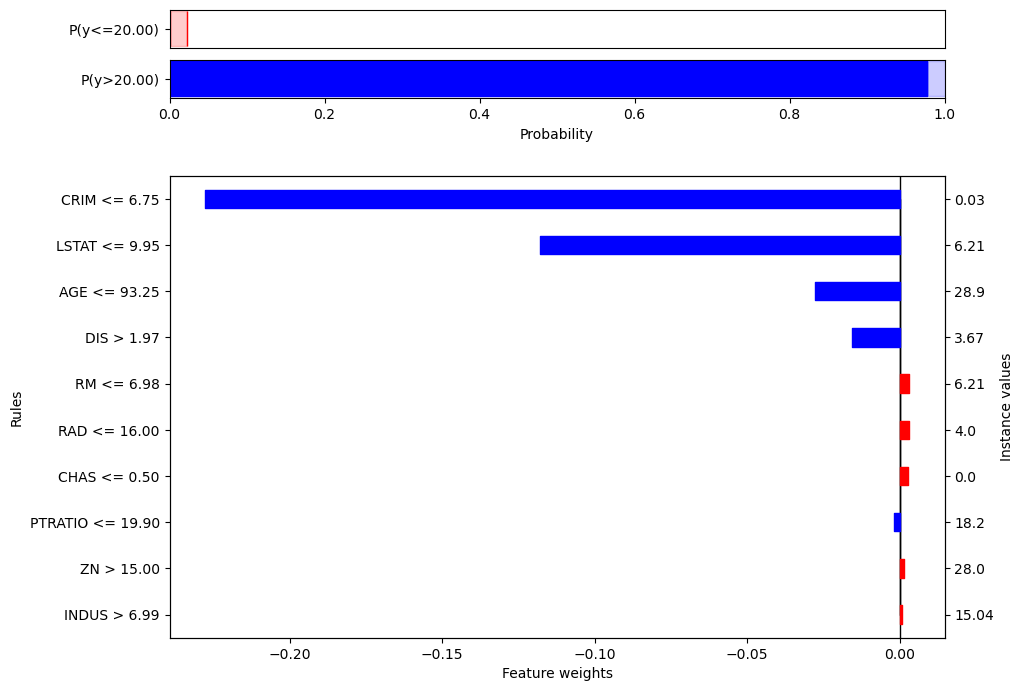 P(y<=20.00)
P(y>20.00)
0.0 0.2 0.4 0.6 0.8 1.0
Probability
Rules
CRIM <= 6.75 0.03
LSTAT <= 9.95 6.21
AGE <= 93.25 28.9
DIS > 1.97 3.67
RM <= 6.98 6.21
RAD <= 16.00 4.0
CHAS <= 0.50 0.0
PTRATIO <= 19.90 18.2
ZN > 15.00 28.0
INDUS > 6.99 15.04
Instance values
−0.20 −0.15 −0.10 −0.05 0.00
Feature weights